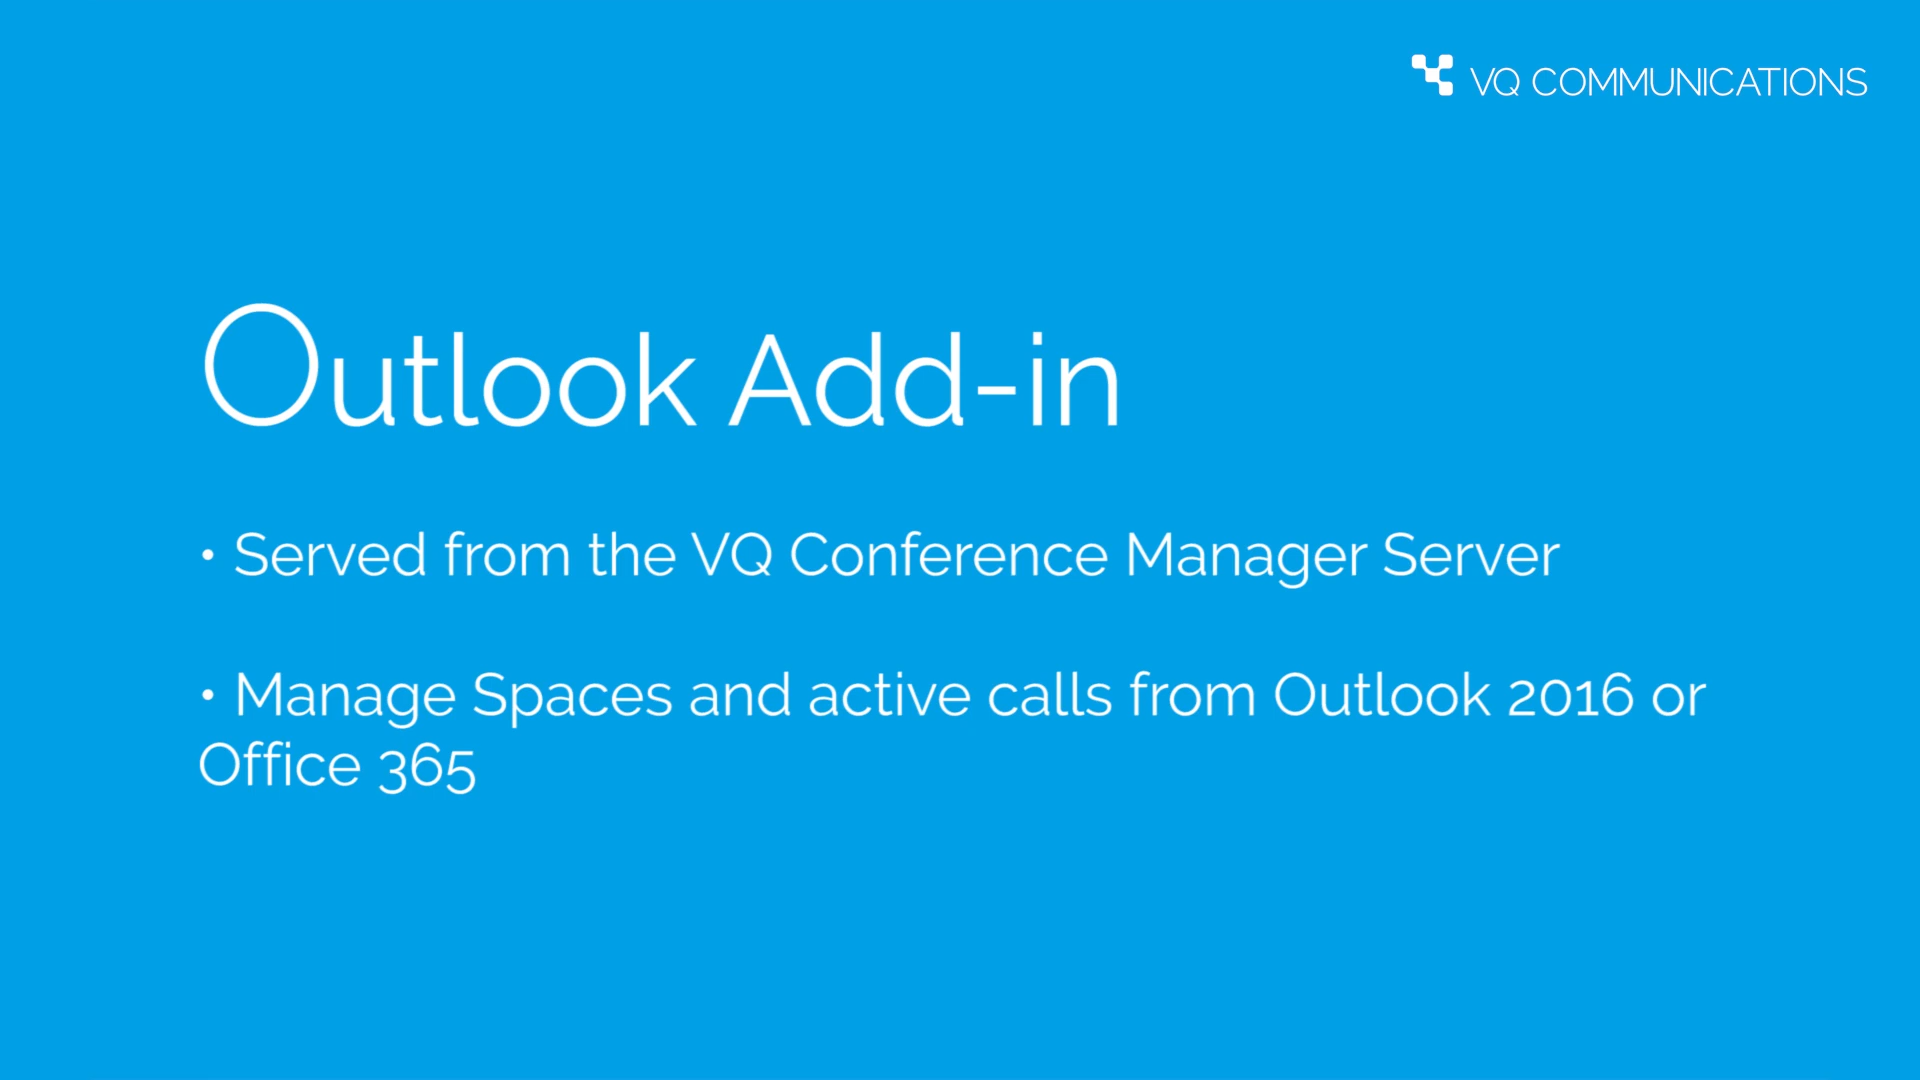 VQ COMMUNICATIONS
Outlook Add-in
• Served from the VQ Conference Manager Server
• Manage Spaces and active calls from Outlook 2016 or
Office 365